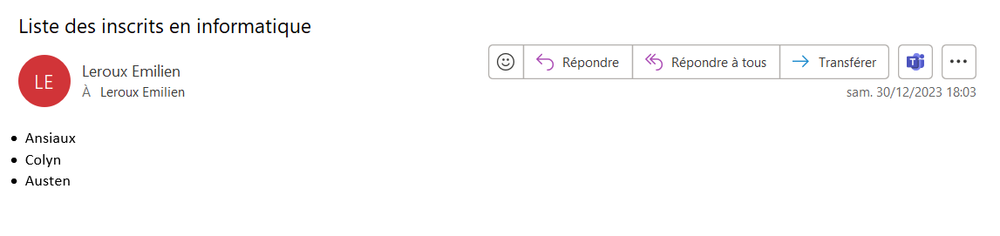 Liste des inscrits en informatique
LE
Leroux Emilien
À Leroux Emilien
Répondre
Répondre à tous
Transférer
sam. 30/12/2023 18:03
• Ansiaux
• Colyn
• Austen